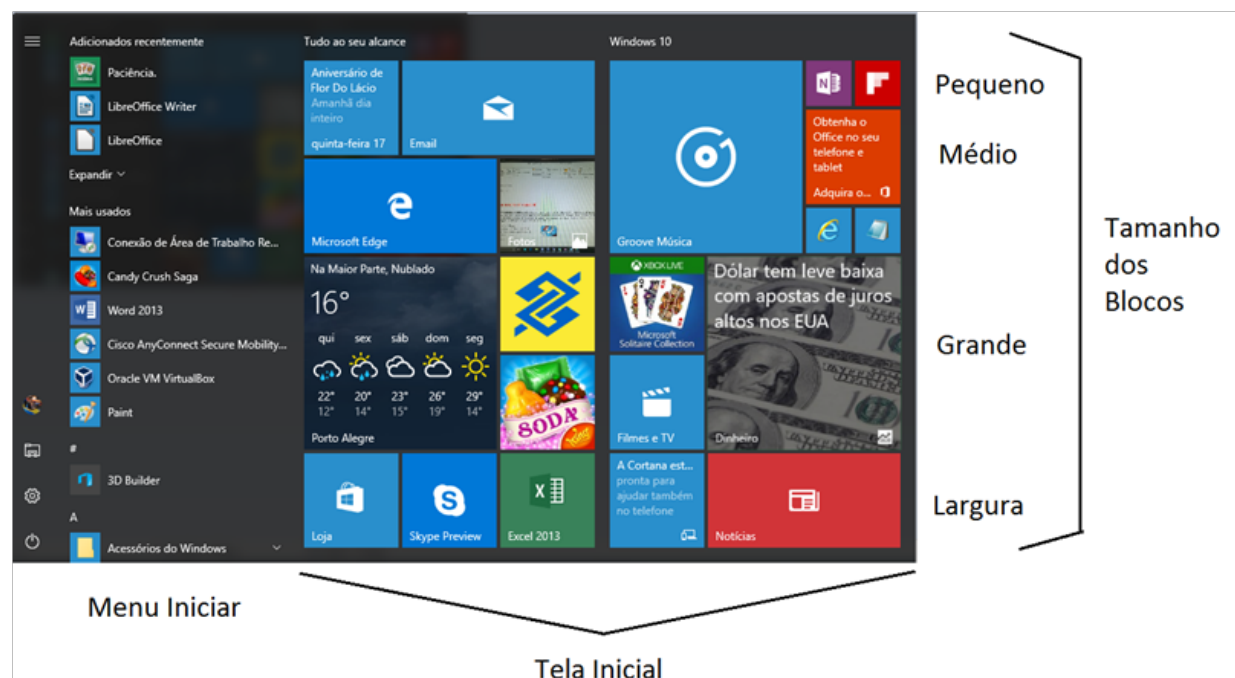 Adicionados recentemente
Paciência.
LibreOffice Writer
LibreOffice
Expandir
Mais usados
Conexão de Área de Trabalho Re...
Candy Crush Saga
Word 2013
Cisco AnyConnect Secure Mobility...
Oracle VM VirtualBox
Paint
#
3D Builder
A
Acessórios do Windows
Tudo ao seu alcance
Aniversário de
Flor Do Lácio
Amanhã dia
inteiro
quinta-feira 17
Email
Microsoft Edge
Fotos
Na Maior Parte, Nublado
16°
qui sex sáb dom seg
22° 20° 23° 26° 29°
12° 14° 15° 19° 14°
Porto Alegre
SODA
King
Loja
Skype Preview
Excel 2013
Windows 10
Groove Música
Obtenha o
Office no seu
telefone e
tablet
Adquira o...
XBOX LIVE
Microsoft
Solitaire Collection
Dólar tem leve baixa
com apostas de juros
altos nos EUA
Filmes e TV
Dinheiro
A Cortana est...
pronta para
ajudar também
no telefone
Notícias
Pequeno
Médio
Grande
Largura
Tamanho
dos
Blocos
Menu Iniciar
Tela Inicial